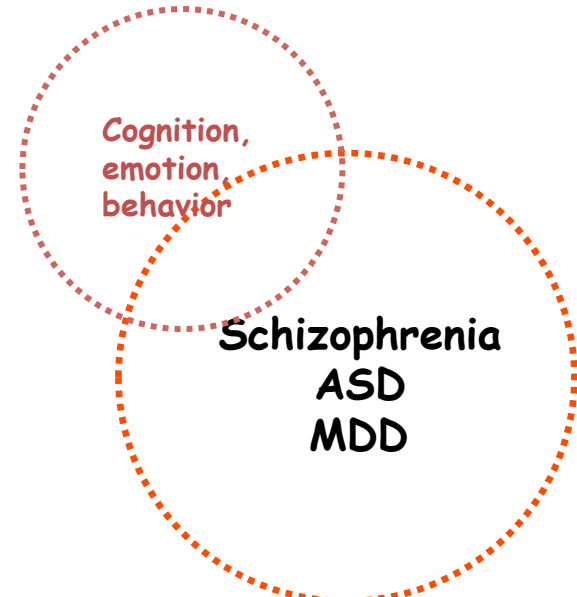 Cognition,
emotion,
behavior
Schizophrenia
ASD
MDD